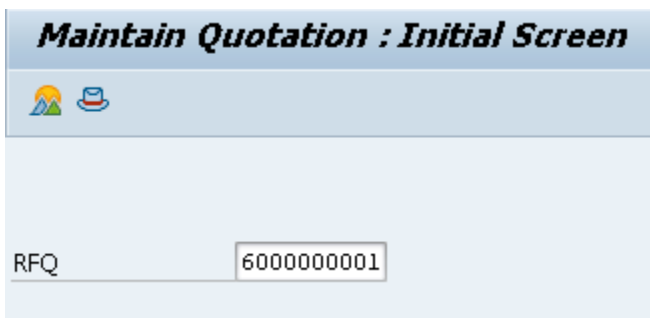 Maintain Quotation : Initial Screen
RFQ 6000000001